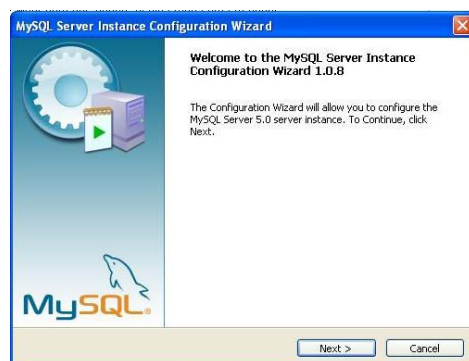 MySQL Server Instance Configuration Wizard
Welcome to the MySQL Server Instance
Configuration Wizard 1.0.8
The Configuration Wizard will allow you to configure the
MySQL Server 5.0 server instance. To Continue, click
Next.
MySQL®
Next >
Cancel